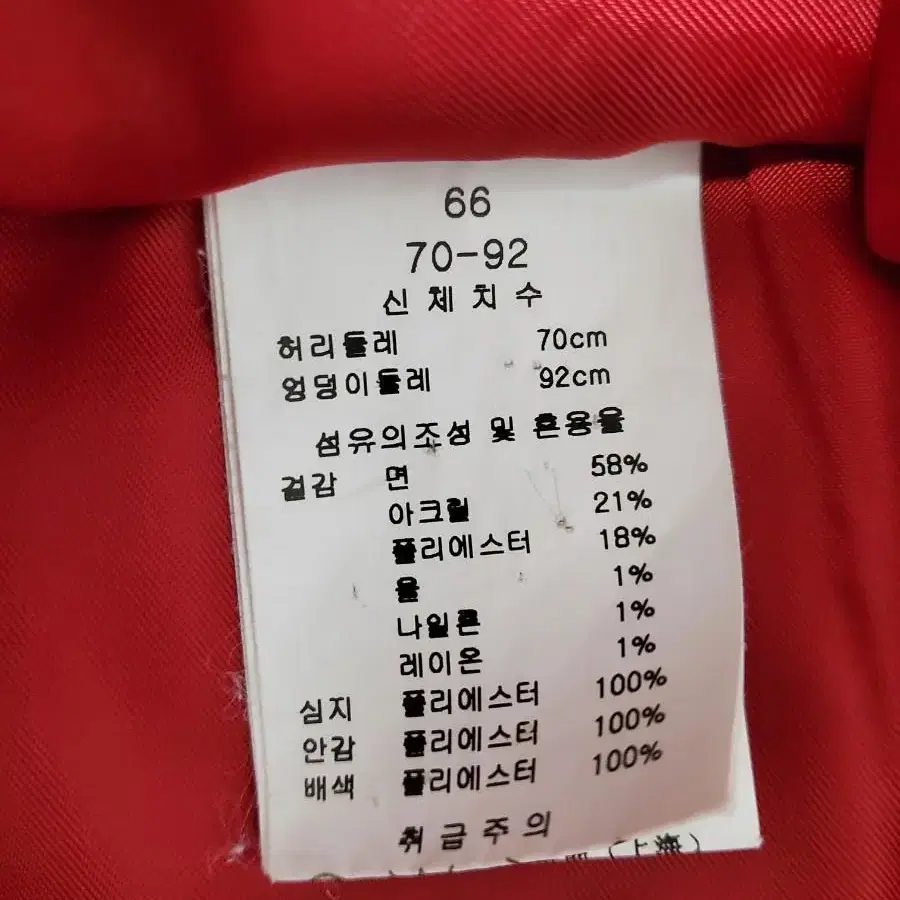 66
70-92
신체치수
허리둘레 70cm
엉덩이둘레 92cm
섬유의조성 및 혼용율
겉감 면 58%
아크릴 21%
폴리에스터 18%
울 1%
나일론 1%
레이온 1%
심지 폴리에스터 100%
안감 폴리에스터 100%
배색 폴리에스터 100%
취급주의
(上海)